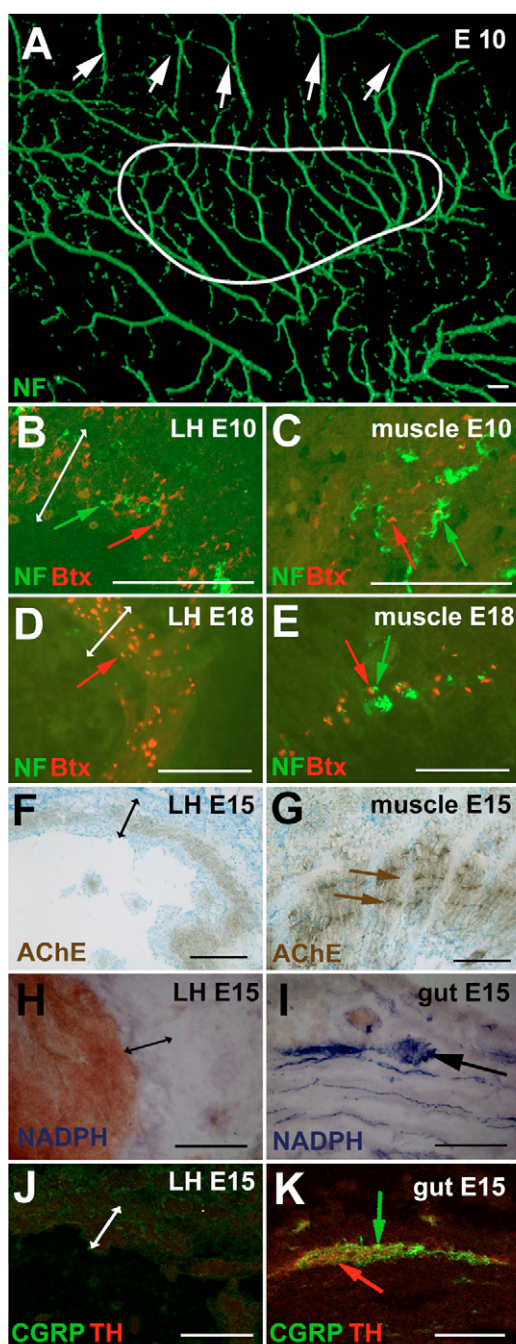 A E 10
NF
B LH E10
NF Btx
C muscle E10
NF Btx
D LH E18
NF Btx
E muscle E18
NF Btx
F LH E15
AChE
G muscle E15
AChE
H LH E15
NADPH
I gut E15
NADPH
J LH E15
CGRP TH
K gut E15
CGRP TH